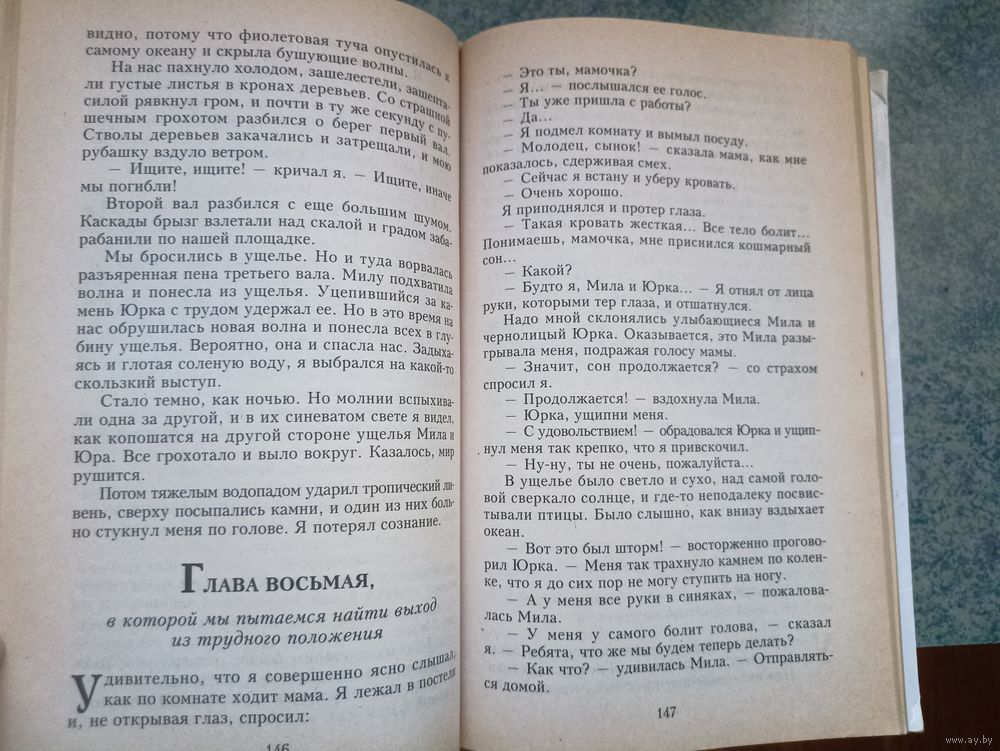 видно, потому что фиолетовая туча опустилась к
самому океану и скрыла бушующие волны.
На нас пахнуло холодом, зашелестели, зашепта-
ли густые листья в кронах деревьев. Со страшной
силой рявкнул гром, и почти в ту же секунду с пу-
шечным грохотом разбился о берег первый вал.
Стволы деревьев закачались и затрещали, и мою
рубашку вздуло ветром.
— Ищите, ищите! — кричал я. — Ищите, иначе
мы погибли!
Второй вал разбился с еще большим шумом.
Каскады брызг взлетали над скалой и градом заба-
рабанили по нашей площадке.
Мы бросились в ущелье. Но и туда ворвалась
разъяренная пена третьего вала. Милу подхватила
волна и понесла из ущелья. Уцепившийся за ка-
мень Юрка с трудом удержал ее. Но в это время на
нас обрушилась новая волна и понесла всех в глу-
бину ущелья. Вероятно, она и спасла нас. Задыха-
ясь и глотая соленую воду, я выбрался на какой-то
скользкий выступ.
Стало темно, как ночью. Но молнии вспыхива-
ли одна за другой, и в их синеватом свете я видел,
как копошатся на другой стороне ущелья Мила и
Юра. Все грохотало и выло вокруг. Казалось, мир
рушится.
Потом тяжелым водопадом ударил тропический ли-
вень, сверху посыпались камни, и один из них боль-
но стукнул меня по голове. Я потерял сознание.
Глава восьмая,
в которой мы пытаемся найти выход
из трудного положения
Удивительно, что я совершенно ясно слышал,
как по комнате ходит мама. Я лежал в постели
и, не открывая глаз, спросил:
146
— Это ты, мамочка?
— Я... — послышался ее голос.
— Ты уже пришла с работы?
— Да...
— Я подмел комнату и вымыл посуду.
— Молодец, сынок! — сказала мама, как мне
показалось, сдерживая смех.
— Сейчас я встану и уберу кровать.
— Очень хорошо.
Я приподнялся и протер глаза.
— Такая кровать жесткая... Все тело болит...
Понимаешь, мамочка, мне приснился кошмарный
сон...
— Какой?
— Будто я, Мила и Юрка... — Я отнял от лица
руки, которыми тер глаза, и отшатнулся.
Надо мной склонялись улыбающиеся Мила и
чернолицый Юрка. Оказывается, это Мила разы-
грывала меня, подражая голосу мамы.
— Значит, сон продолжается? — со страхом
спросил я.
— Продолжается! — вздохнула Мила.
— Юрка, ущипни меня.
— С удовольствием! — обрадовался Юрка и ущип-
нул меня так крепко, что я привскочил.
— Ну-ну, ты не очень, пожалуйста...
В ущелье было светло и сухо, над самой голо-
вой сверкало солнце, и где-то неподалеку посвис-
тывали птицы. Было слышно, как внизу вздыхает
океан.
— Вот это был шторм! — восторженно прогово-
рил Юрка. — Меня так трахнуло камнем по колен-
ке, что я до сих пор не могу ступить на ногу.
— А у меня все руки в синяках, — пожалова-
лась Мила.
— У меня у самого болит голова, — сказал
я. — Ребята, что же мы будем теперь делать?
— Как что? — удивилась Мила. — Отправлять-
ся домой.
147
www.ay.by